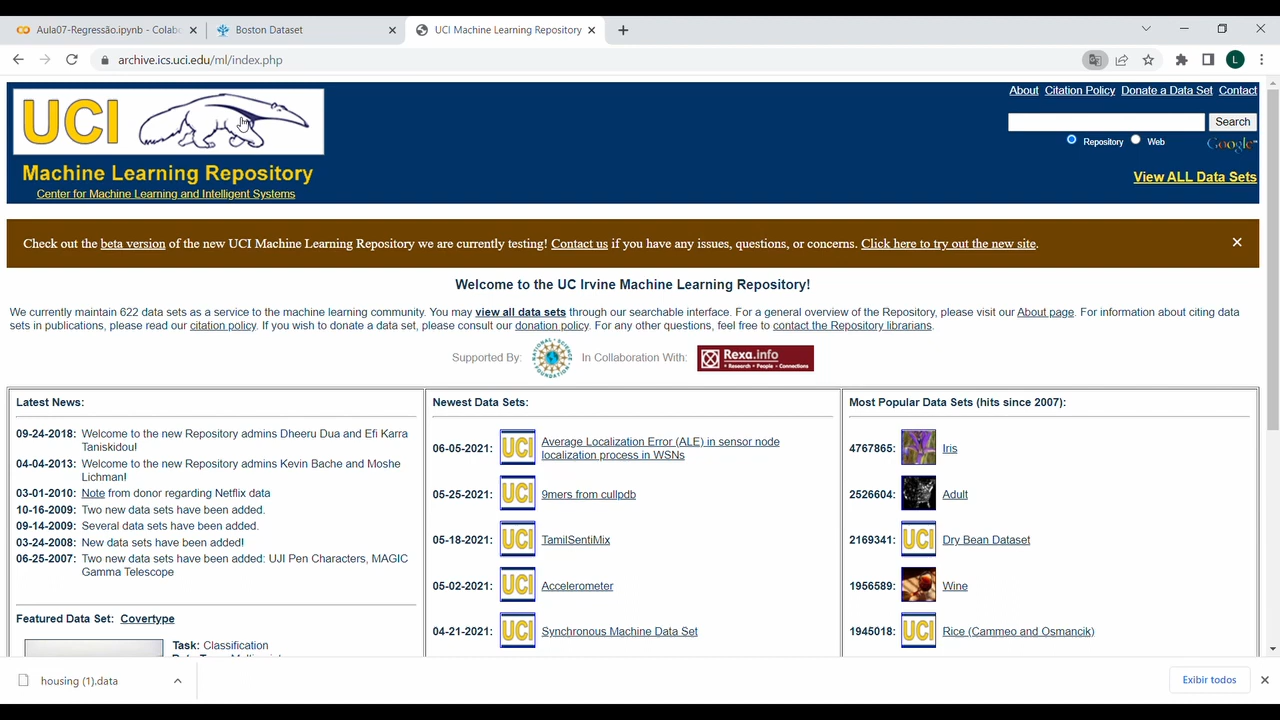 Aula07-Regressão.ipynb - Colab
Boston Dataset
UCI Machine Learning Repository
archive.ics.uci.edu/ml/index.php
L
UCI
Machine Learning Repository
Center for Machine Learning and Intelligent Systems
About Citation Policy Donate a Data Set Contact
Search
Repository Web Google™
View ALL Data Sets
Check out the beta version of the new UCI Machine Learning Repository we are currently testing! Contact us if you have any issues, questions, or concerns. Click here to try out the new site.
Welcome to the UC Irvine Machine Learning Repository!
We currently maintain 622 data sets as a service to the machine learning community. You may view all data sets through our searchable interface. For a general overview of the Repository, please visit our About page. For information about citing data
sets in publications, please read our citation policy. If you wish to donate a data set, please consult our donation policy. For any other questions, feel free to contact the Repository librarians.
Supported By: In Collaboration With: Rexa.info
Research People Connections
Latest News:
09-24-2018: Welcome to the new Repository admins Dheeru Dua and Efi Karra
Taniskidou!
04-04-2013: Welcome to the new Repository admins Kevin Bache and Moshe
Lichman!
03-01-2010: Note from donor regarding Netflix data
10-16-2009: Two new data sets have been added.
09-14-2009: Several data sets have been added.
03-24-2008: New data sets have been added!
06-25-2007: Two new data sets have been added: UJI Pen Characters, MAGIC
Gamma Telescope
Featured Data Set: Covertype
Task: Classification
Newest Data Sets:
06-05-2021: UCI Average Localization Error (ALE) in sensor node
localization process in WSNs
05-25-2021: UCI 9mers from cullpdb
05-18-2021: UCI TamilSentiMix
05-02-2021: UCI Accelerometer
04-21-2021: UCI Synchronous Machine Data Set
Most Popular Data Sets (hits since 2007):
4767865: Iris
2526604: Adult
2169341: UCI Dry Bean Dataset
1956589: Wine
1945018: UCI Rice (Cammeo and Osmancik)
housing (1).data
Exibir todos